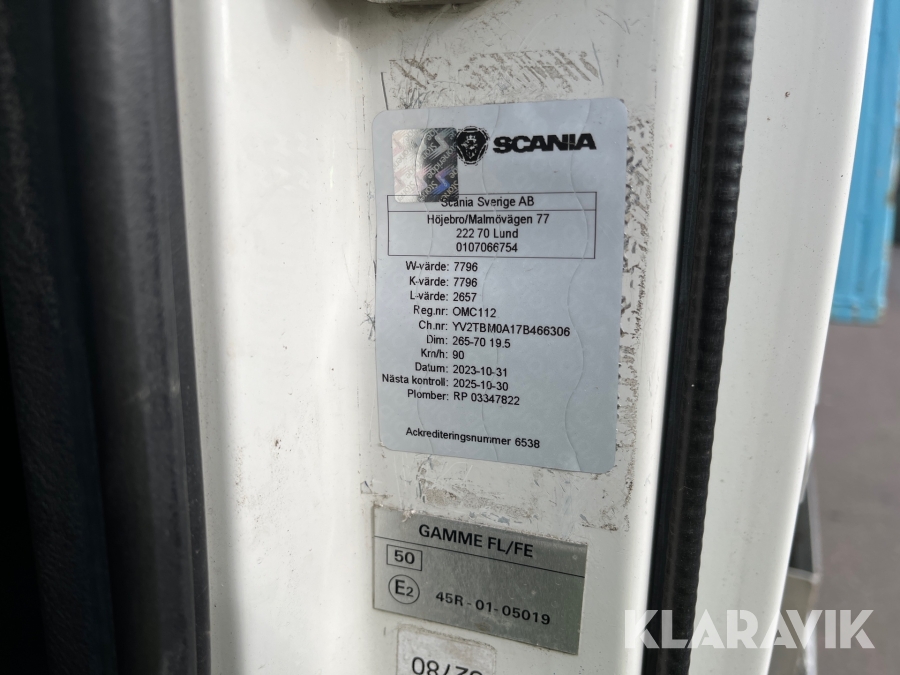 SCANIA
Scania Sverige AB
Höjebro/Malmövägen 77
222 70 Lund
0107066754
W-värde: 7796
K-värde: 7796
L-värde: 2657
Reg.nr: OMC112
Ch.nr: YV2TBM0A17B466306
Dim: 265-70 19.5
Km/h: 90
Datum: 2023-10-31
Nästa kontroll: 2025-10-30
Plomber: RP 03347822
Ackrediteringsnummer 6538
GAMME FL/FE
50
E2 45R-01-05019
KLARAVIK